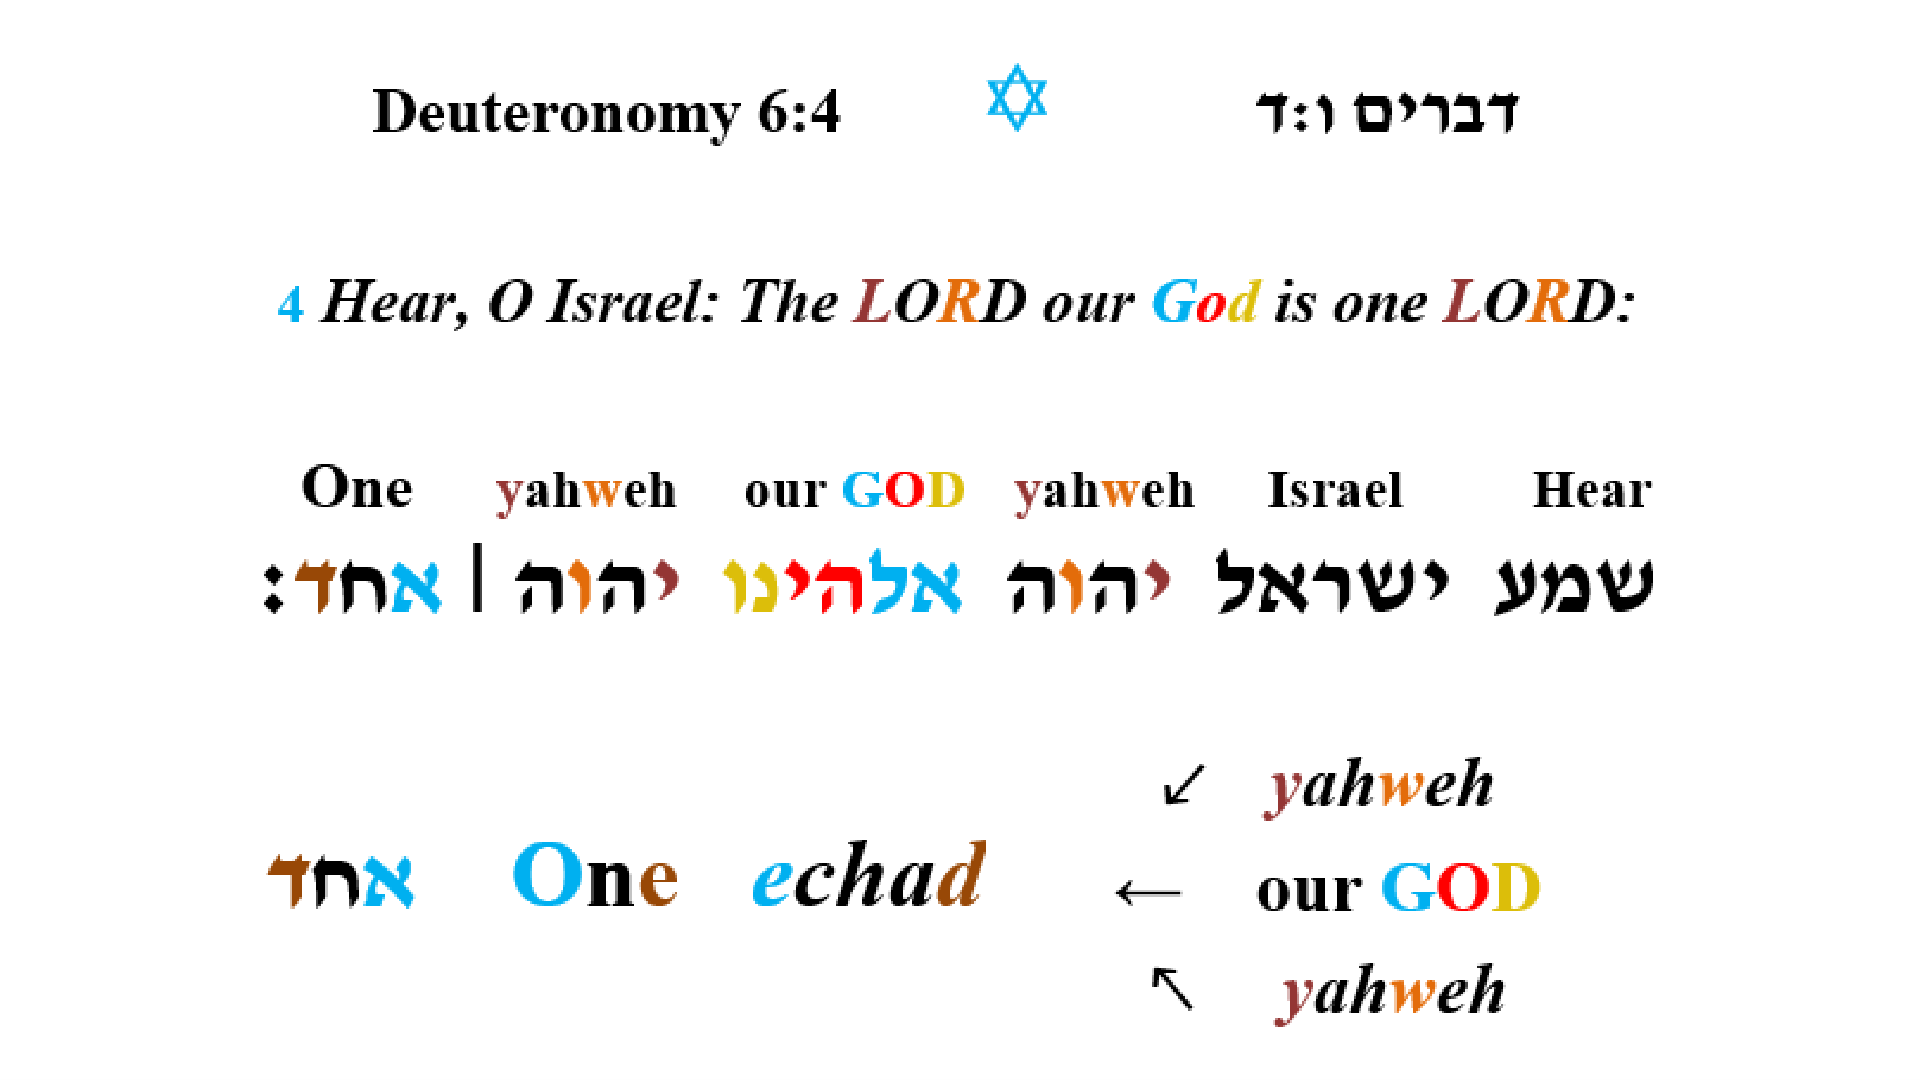 Deuteronomy 6:4 ✡ דברים ו:ד
4 Hear, O Israel: The LORD our God is one LORD:
One yahweh our GOD yahweh Israel Hear
שמע ישראל יהוה אלהינו יהוה | אחד:
↙ yahweh
אחד One echad ← our GOD
↖ yahweh